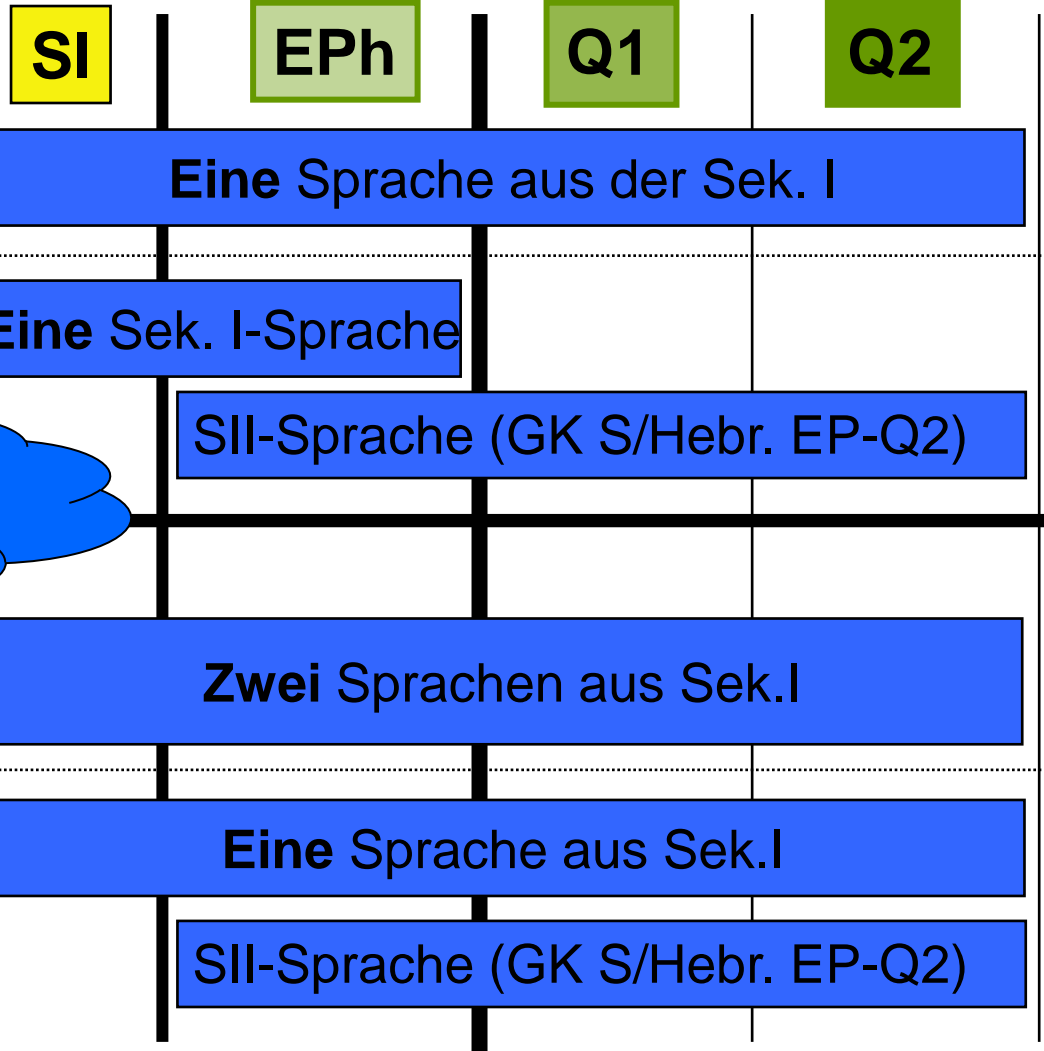 SI EPh Q1 Q2
Eine Sprache aus der Sek. I
Eine Sek. I-Sprache
SII-Sprache (GK S/Hebr. EP-Q2)
Zwei Sprachen aus Sek.I
Eine Sprache aus Sek.I
SII-Sprache (GK S/Hebr. EP-Q2)